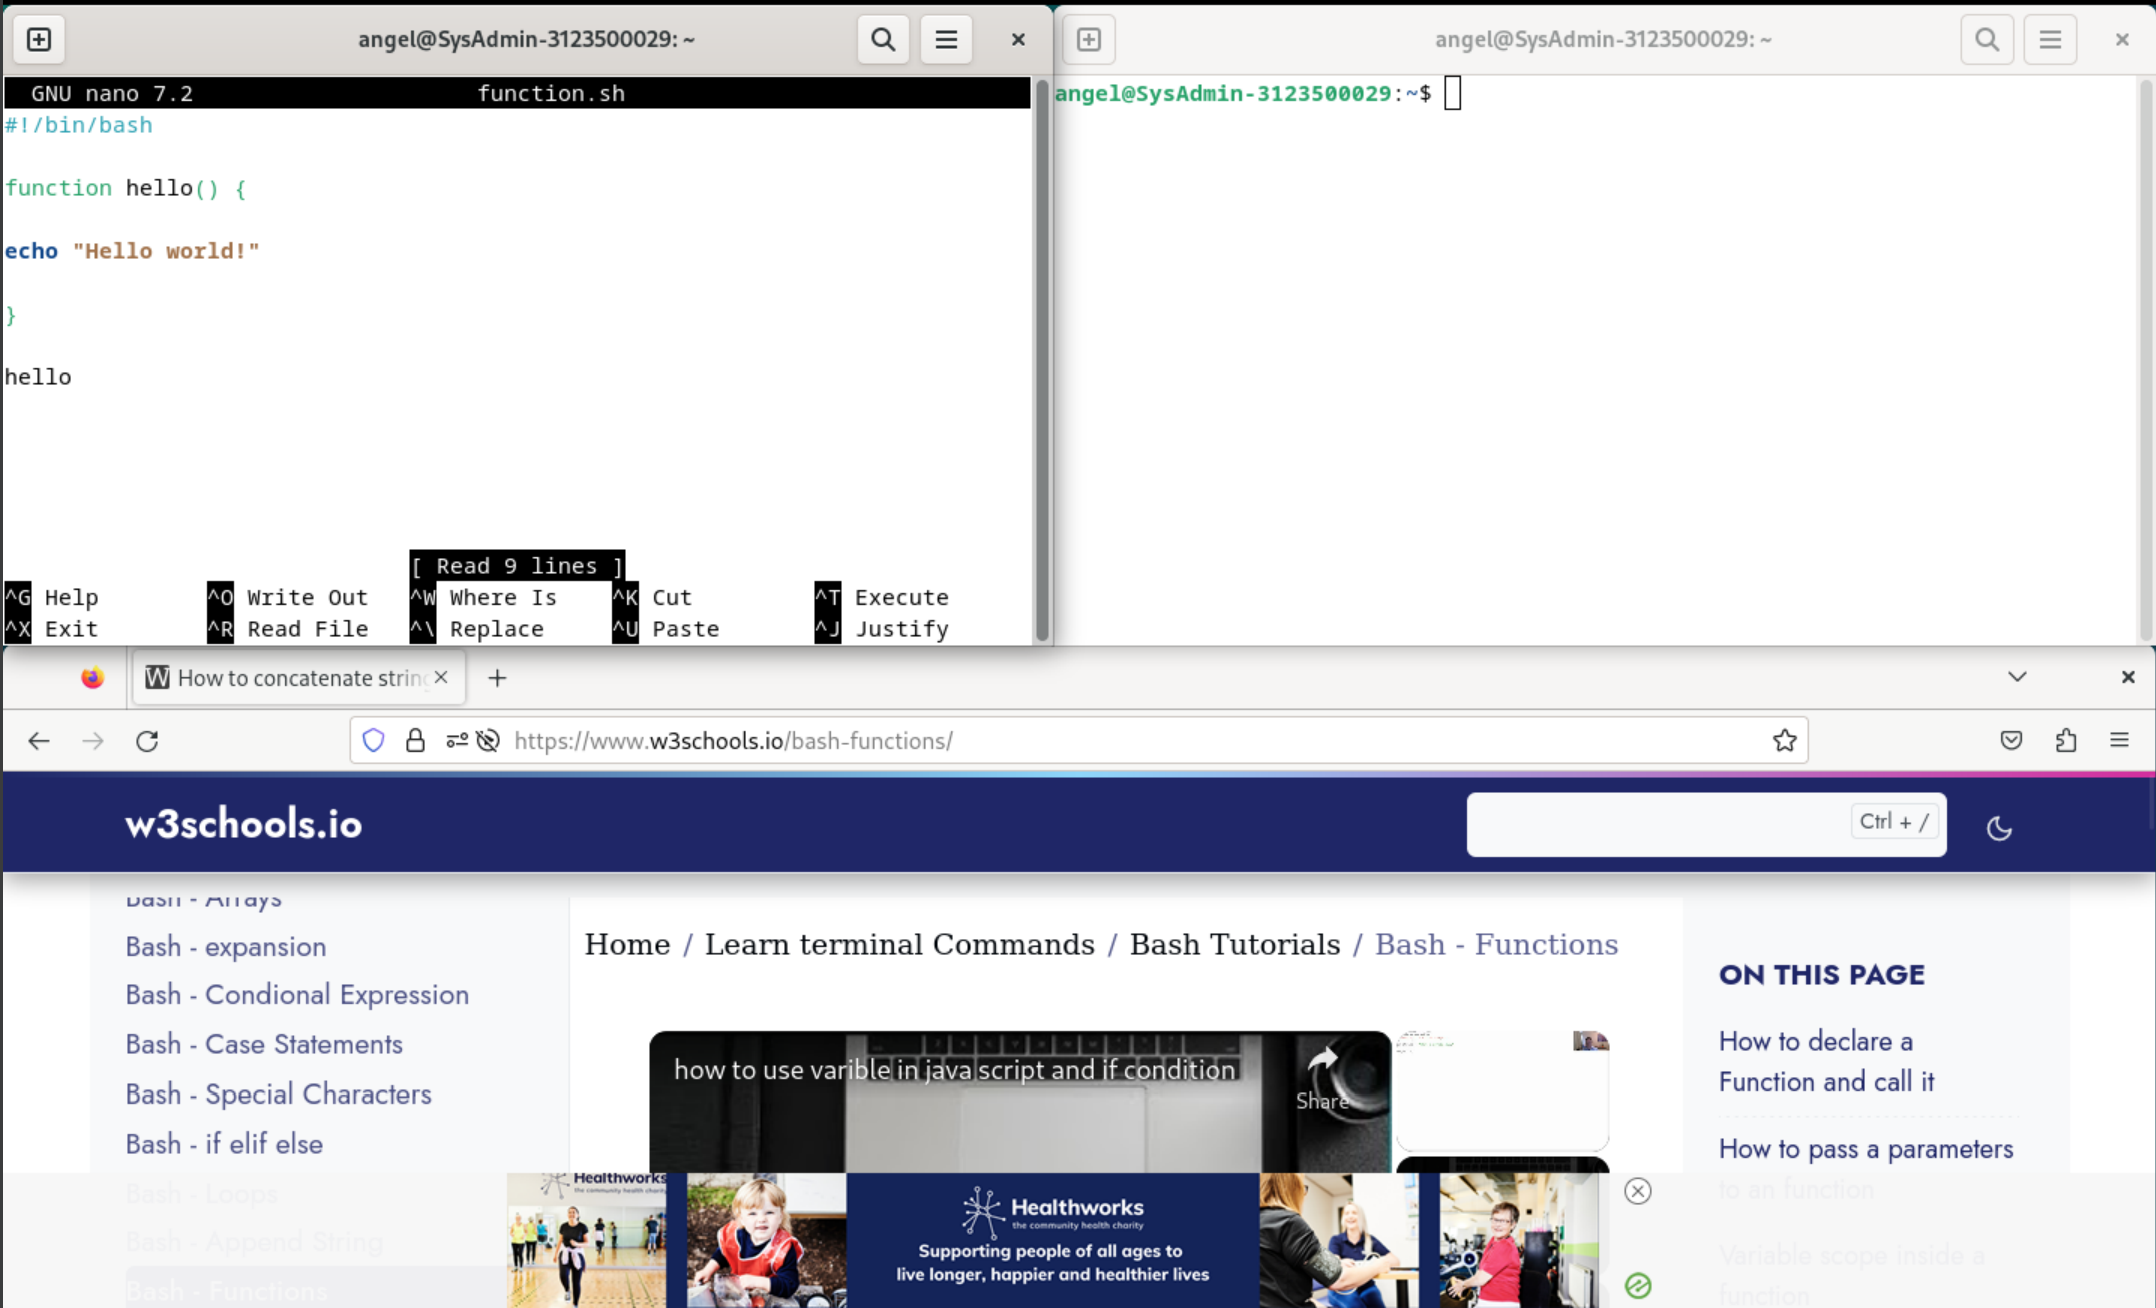 angel@SysAdmin-3123500029: ~
GNU nano 7.2 function.sh
#!/bin/bash
function hello() {
echo "Hello world!"
}
hello
[ Read 9 lines ]
^G Help ^O Write Out ^W Where Is ^K Cut ^T Execute
^X Exit ^R Read File ^\ Replace ^U Paste ^J Justify
angel@SysAdmin-3123500029: ~
angel@SysAdmin-3123500029:~$
How to concatenate string
https://www.w3schools.io/bash-functions/
w3schools.io
Ctrl + /
Bash - Arrays
Bash - expansion
Bash - Condional Expression
Bash - Case Statements
Bash - Special Characters
Bash - if elif else
Bash - Loops
Bash - Append String
Bash - Functions
Home / Learn terminal Commands / Bash Tutorials / Bash - Functions
how to use varible in java script and if condition
Share
ON THIS PAGE
How to declare a
Function and call it
How to pass a parameters
to an function
Variable scope inside a
function
Healthworks
the community health charity
Healthworks
the community health charity
Supporting people of all ages to
live longer, happier and healthier lives